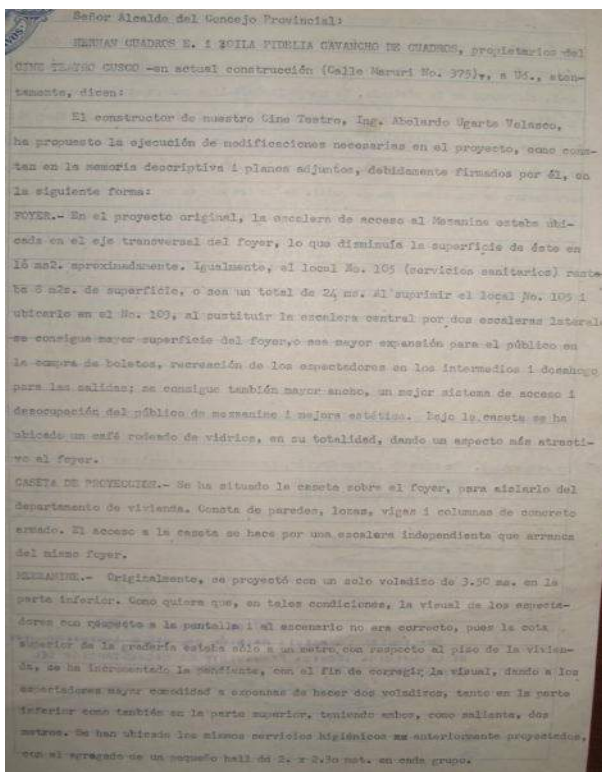 Señor Alcalde del Concejo Provincial:
HERNAN CUADROS E. i ZOILA FIDELIA CAVANCHO DE CUADROS, propietarios del
CINE TEATRO CUSCO -en actual construcción (Calle Maruri No. 375)., a Ud., aten-
tamente, dicen:
El constructor de nuestro Cine Teatro, Ing. Abelardo Ugarte Velasco,
ha propuesto la ejecución de modificaciones necesarias en el proyecto, como cons-
tan en la memoria descriptiva i planos adjuntos, debidamente firmados por él, en
la siguiente forma:
FOYER.- En el proyecto original, la escalera de acceso al Mezanine estaba ubi-
cada en el eje transversal del foyer, lo que disminuía la superficie de éste en
16 ms2. aproximadamente. Igualmente, el local No. 105 (servicios sanitarios) resta-
ba 8 m2s. de superficie, o sea un total de 24 ms. Al suprimir el local No. 105 i
ubicarlo en el No. 109, al sustituir la escalera central por dos escaleras laterale
se consigue mayor superficie del foyer,o sea mayor expansión para el público en
la compra de boletos, recreación de los espectadores en los intermedios i desahogo
para las salidas; se consigue también mayor ancho, un mejor sistema de acceso i
desocupación del público de mezzanine i mejora estética. Bajo la caseta se ha
ubicado un café rodeado de vidrios, en su totalidad, dando un aspecto más atracti-
vo al foyer.
CASETA DE PROYECCION.- Se ha situado la caseta sobre el foyer, para aislarlo del
departamento de vivienda. Consta de paredes, lozas, vigas i columnas de concreto
armado. El acceso a la caseta se hace por una escalera independiente que arranca
del mismo foyer.
MEZZANINE.- Originalmente, se proyectó con un solo voladizo de 3.50 ms. en la
parte inferior. Como quiera que, en tales condiciones, la visual de los especta-
dores con respecto a la pantalla i al escenario no era correcto, pues la cota
superior de la gradería estaba sólo a un metro con respecto al piso de la vivien-
da, se ha incrementado la pendiente, con el fin de corregir la visual, dando a los
espectadores mayor comodidad a expensas de hacer dos voladizos, tanto en la parte
inferior como también en la parte superior, teniendo ambos, como saliente, dos
metros. Se han ubicado los mismos servicios higiénicos anteriormente proyectados,
con el agregado de un pequeño hall de 2. x 2.30 mt. en cada grupo.